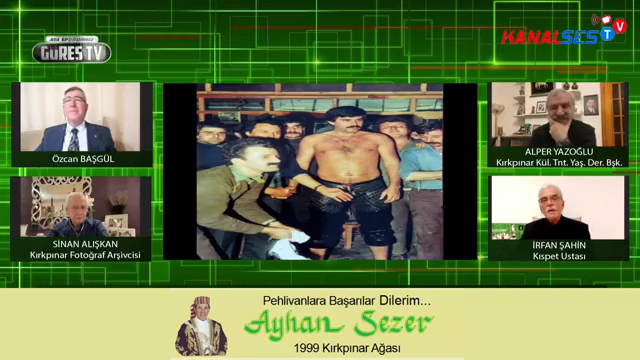 ATA SPORUMUZ
GÜREŞ TV
KANALSES TV
Özcan BAŞGÜL
ALPER YAZOĞLU
Kırkpınar Kül. Tnt. Yaş. Der. Bşk.
SİNAN ALIŞKAN
Kırkpınar Fotoğraf Arşivcisi
İRFAN ŞAHİN
Kıspet Ustası
Pehlivanlara Başarılar Dilerim...
Ayhan Sezer
1999 Kırkpınar Ağası